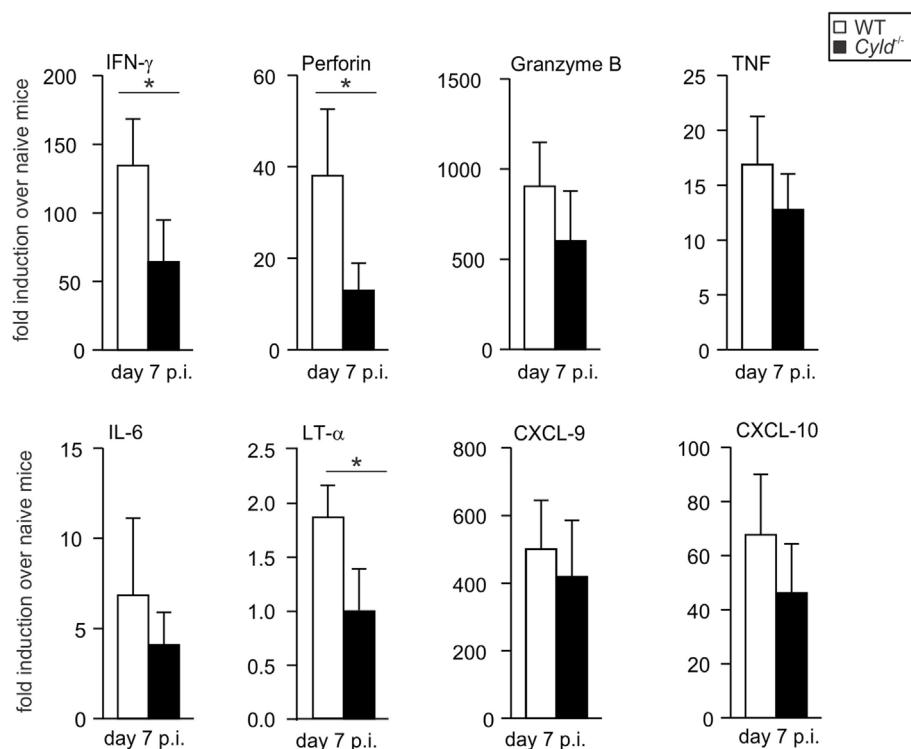 WT
Cyld-/-
fold induction over naive mice
IFN-γ
*
200
150
100
50
0
day 7 p.i.
Perforin
*
60
40
20
0
day 7 p.i.
Granzyme B
1500
1000
500
0
day 7 p.i.
TNF
25
20
15
10
5
0
day 7 p.i.
fold induction over naive mice
IL-6
15
10
5
0
day 7 p.i.
LT-α
*
2.5
2.0
1.5
1.0
0.5
0.0
day 7 p.i.
CXCL-9
800
600
400
200
0
day 7 p.i.
CXCL-10
100
80
60
40
20
0
day 7 p.i.